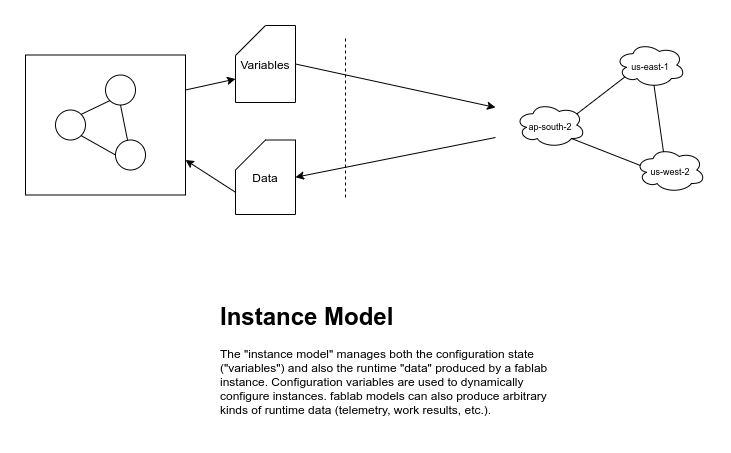 Variables
Data
us-east-1
ap-south-2
us-west-2
Instance Model
The "instance model" manages both the configuration state
("variables") and also the runtime "data" produced by a fablab
instance. Configuration variables are used to dynamically
configure instances. fablab models can also produce arbitrary
kinds of runtime data (telemetry, work results, etc.).